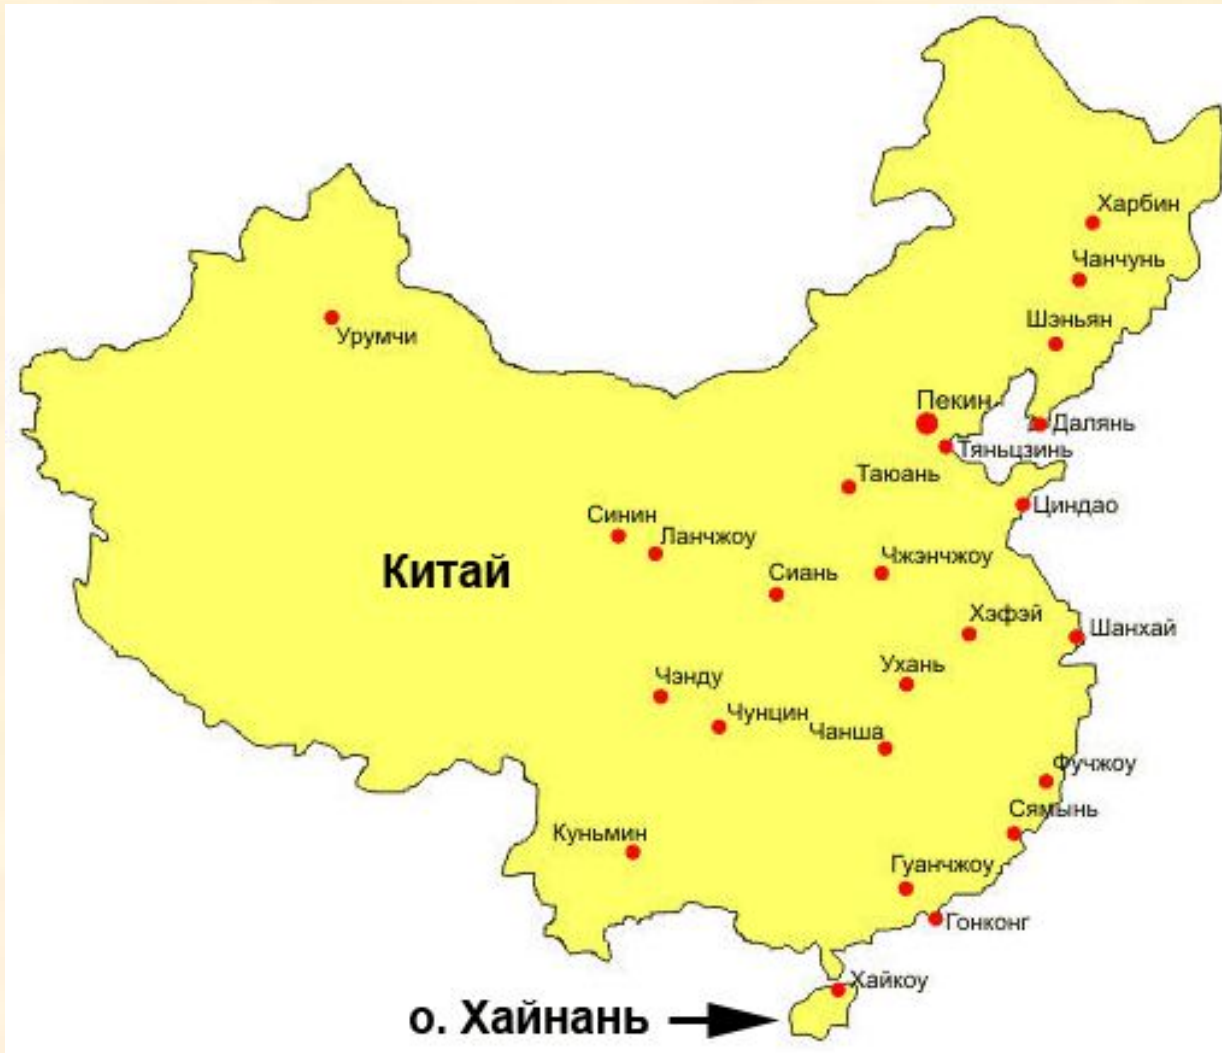 Харбин
Чанчунь
Шэньян
Урумчи
Пекин
Далянь
Тяньцзинь
Таюань
Циндао
Синин
Ланчжоу
Чжэнчжоу
Китай
Сиань
Хэфэй
Шанхай
Ухань
Чэнду
Чунцин
Чанша
Фучжоу
Сямынь
Куньмин
Гуанчжоу
Гонконг
Хайкоу
о. Хайнань